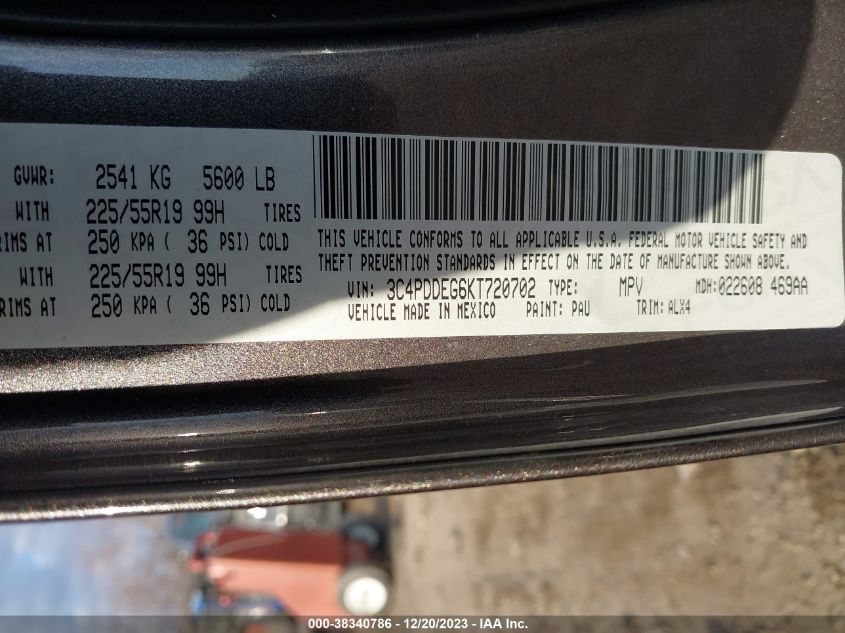 GVWR: 2541 KG 5600 LB
WITH 225/55R19 99H TIRES
RIMS AT 250 KPA ( 36 PSI) COLD
WITH 225/55R19 99H TIRES
RIMS AT 250 KPA ( 36 PSI) COLD
THIS VEHICLE CONFORMS TO ALL APPLICABLE U.S.A. FEDERAL MOTOR VEHICLE SAFETY AND
THEFT PREVENTION STANDARDS IN EFFECT ON THE DATE OF MANUFACTURE SHOWN ABOVE.
VIN: 3C4PDDEG6KT720702 TYPE: MPV MDH:022608 469AA
VEHICLE MADE IN MEXICO PAINT: PAU TRIM: ALX4
000-38340786 - 12/20/2023 - IAA Inc.